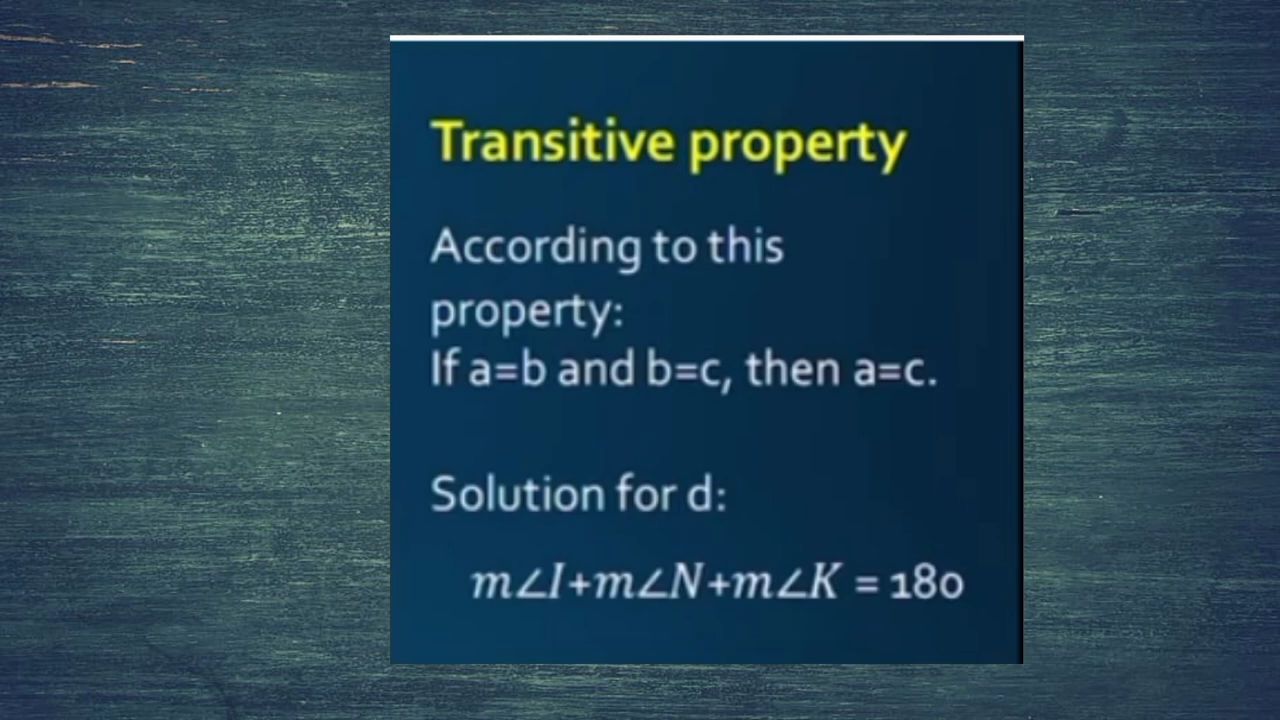 Transitive property
According to this
property:
If a=b and b=c, then a=c.
Solution for d:
m∠I+m∠N+m∠K = 180